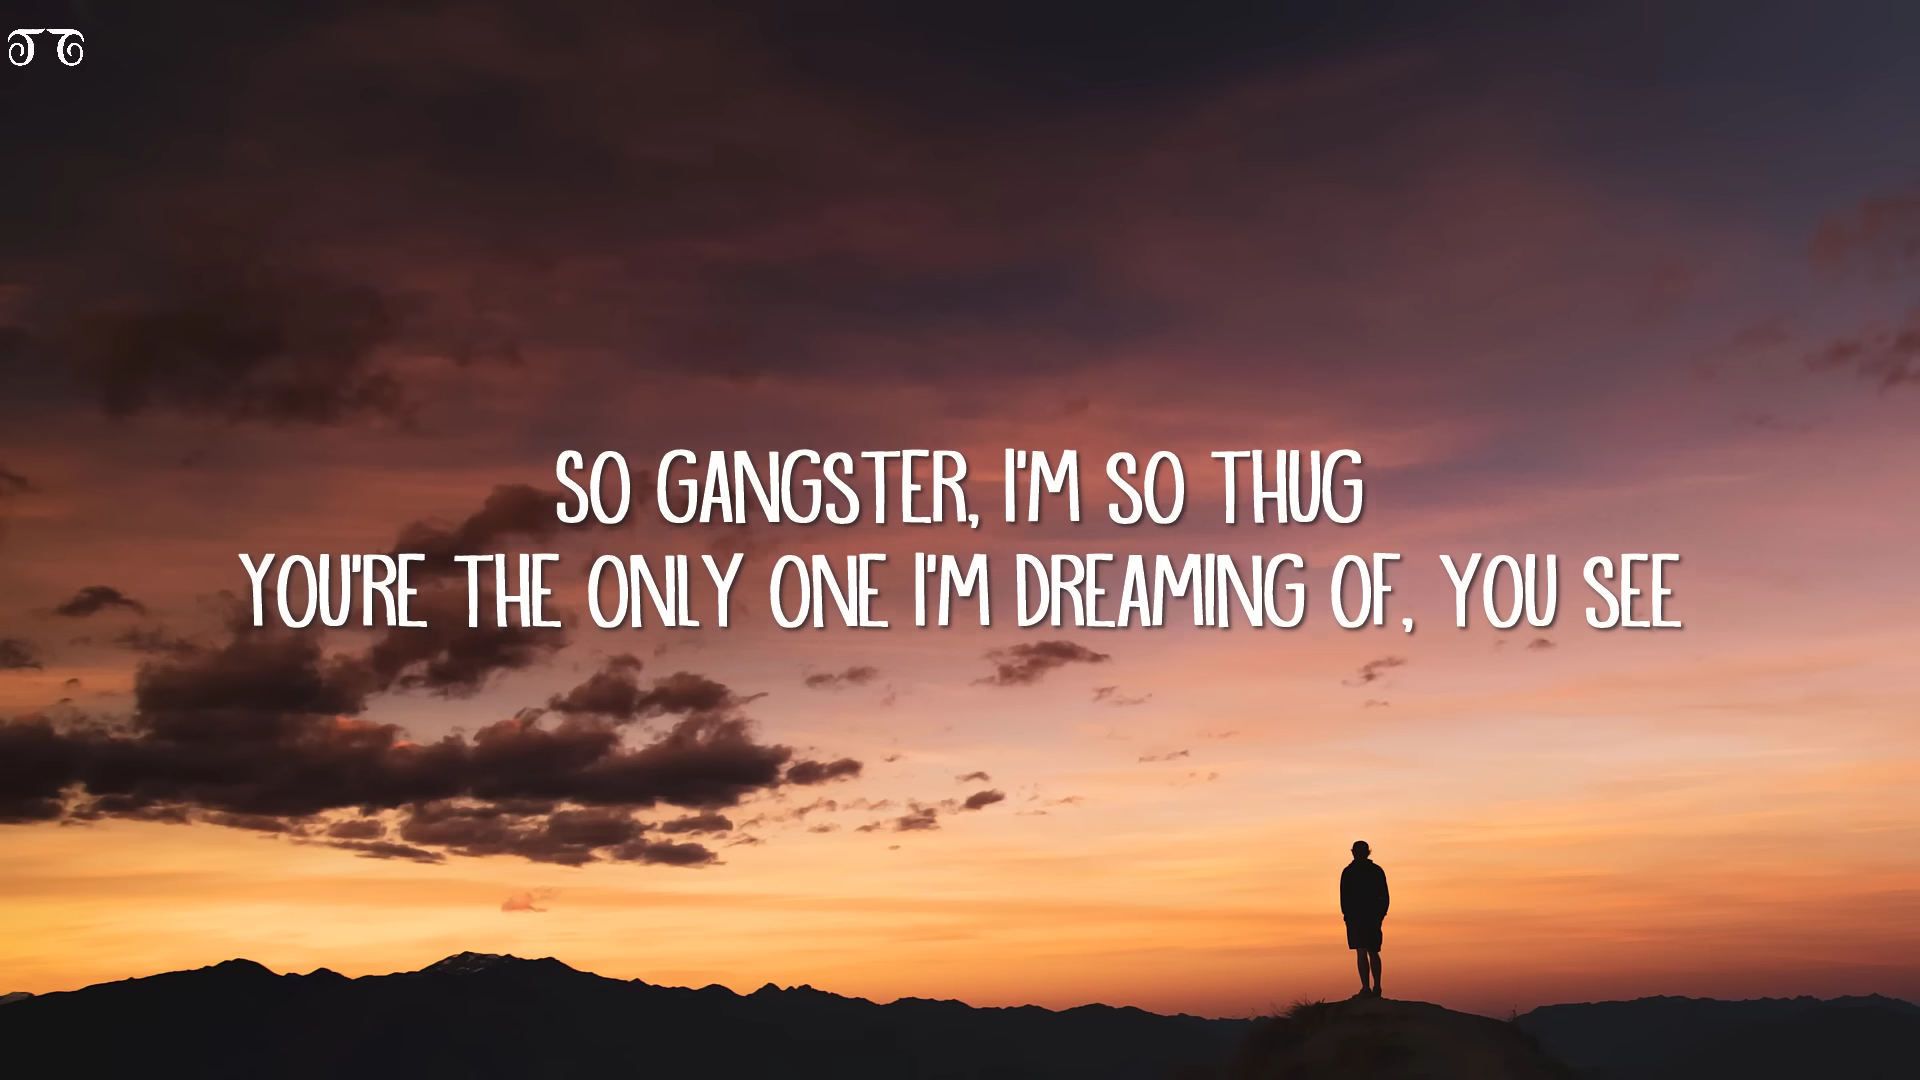 SO GANGSTER, I'M SO THUG
YOU'RE THE ONLY ONE I'M DREAMING OF, YOU SEE